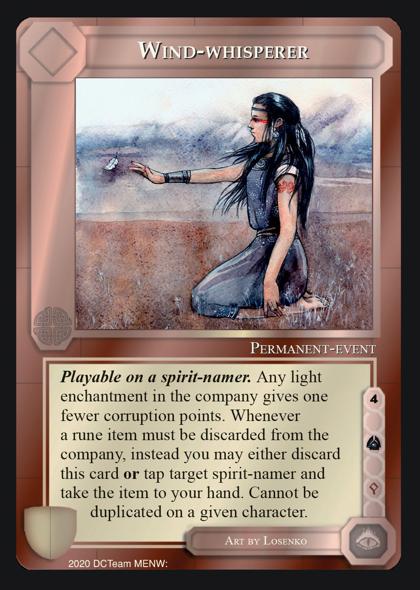 Wind-whisperer
Permanent-event
Playable on a spirit-namer. Any light
enchantment in the company gives one
fewer corruption points. Whenever
a rune item must be discarded from the
company, instead you may either discard
this card or tap target spirit-namer and
take the item to your hand. Cannot be
duplicated on a given character.
4
Art by Losenko
2020 DCTeam MENW: